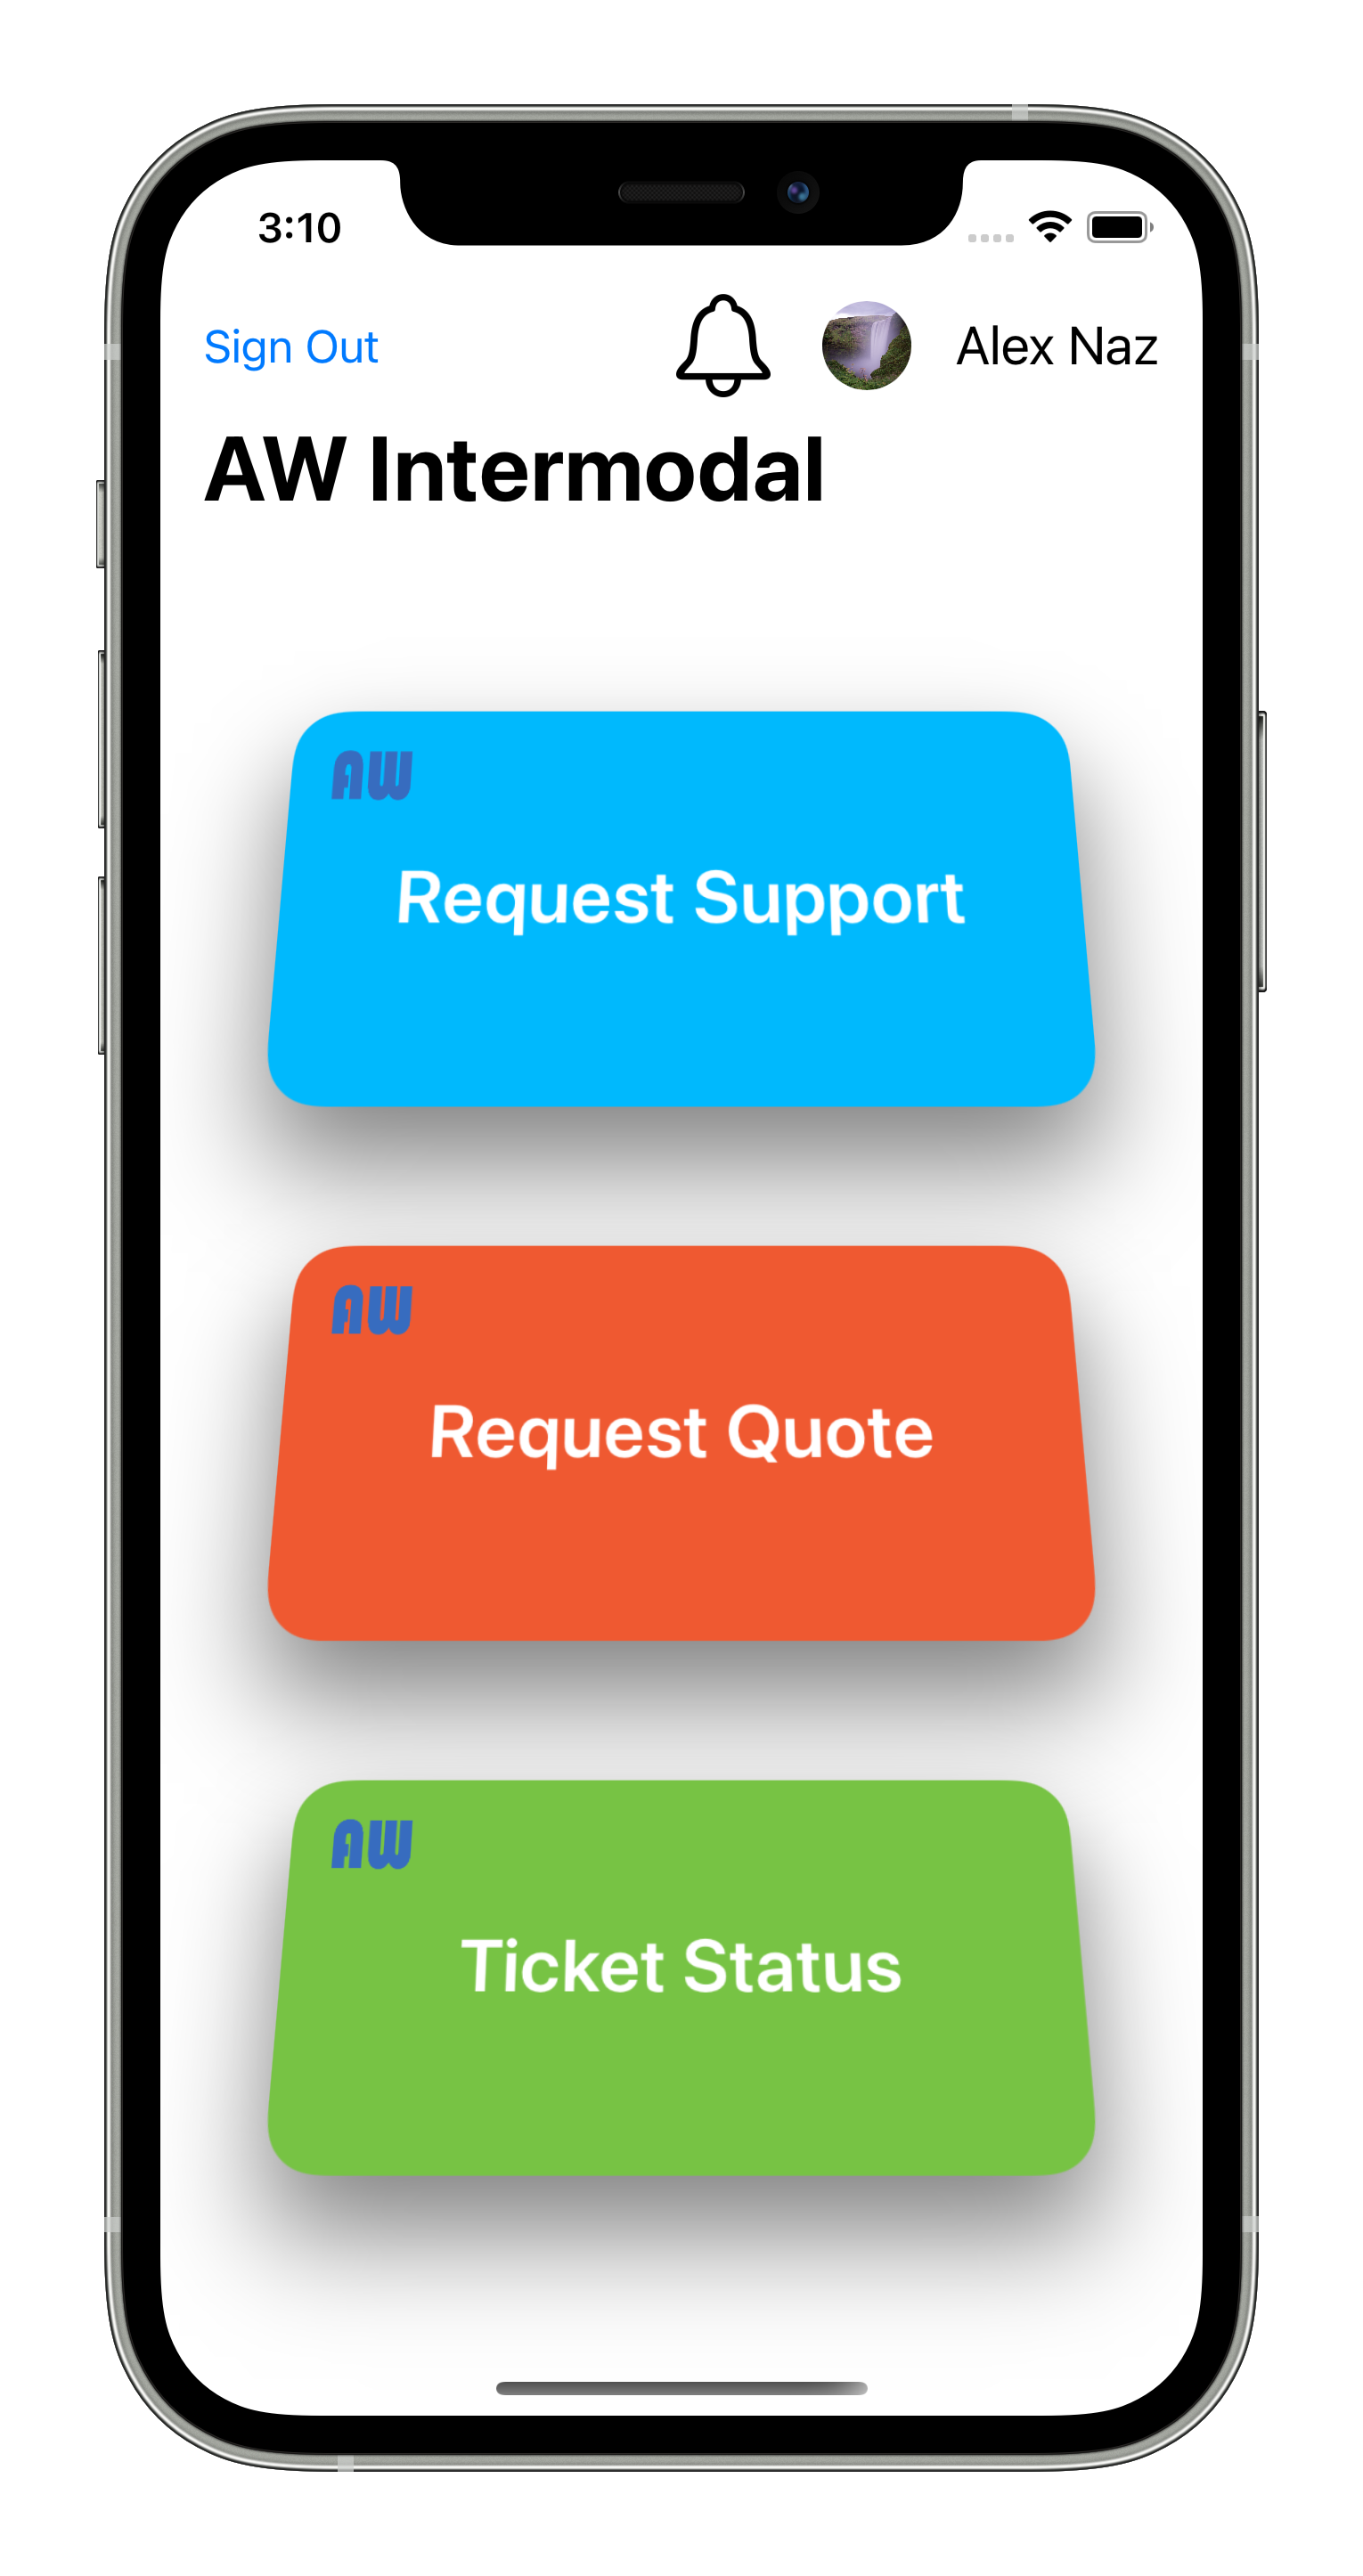 3:10
Sign Out
Alex Naz
AW Intermodal
AW
Request Support
AW
Request Quote
AW
Ticket Status